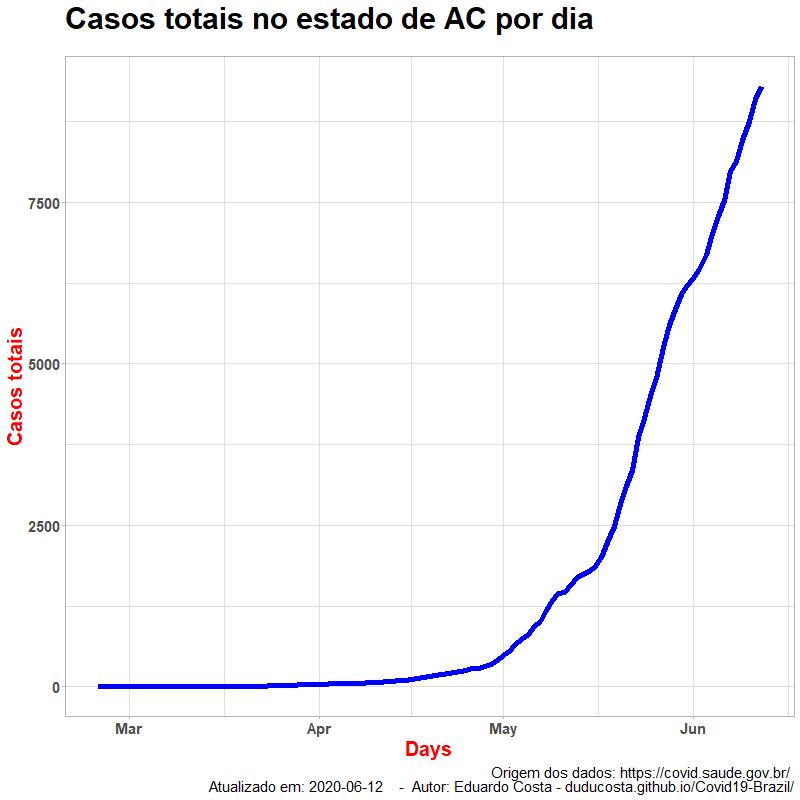 Casos totais no estado de AC por dia
Casos totais
7500
5000
2500
0
Mar Apr May Jun
Days
Origem dos dados: https://covid.saude.gov.br/
Atualizado em: 2020-06-12 - Autor: Eduardo Costa - duducosta.github.io/Covid19-Brazil/